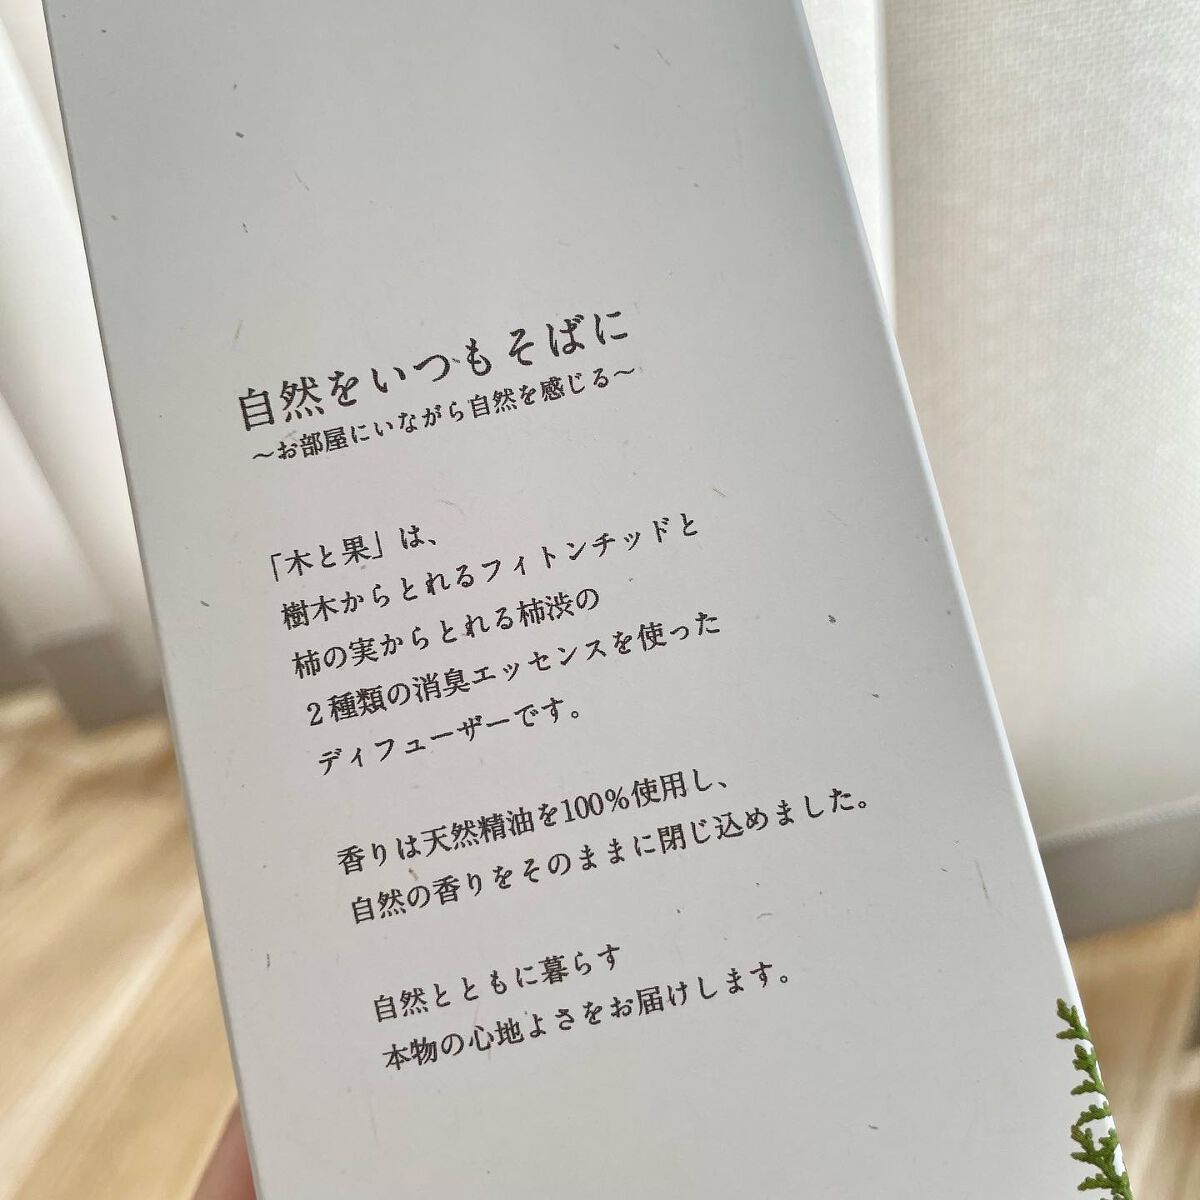 自然をいつもそばに
～お部屋にいながら自然を感じる～
「木と果」は、
樹木からとれるフィトンチッドと
柿の実からとれる柿渋の
2種類の消臭エッセンスを使った
ディフューザーです。
香りは天然精油を100%使用し、
自然の香りをそのままに閉じ込めました。
自然とともに暮らす
本物の心地よさをお届けします。